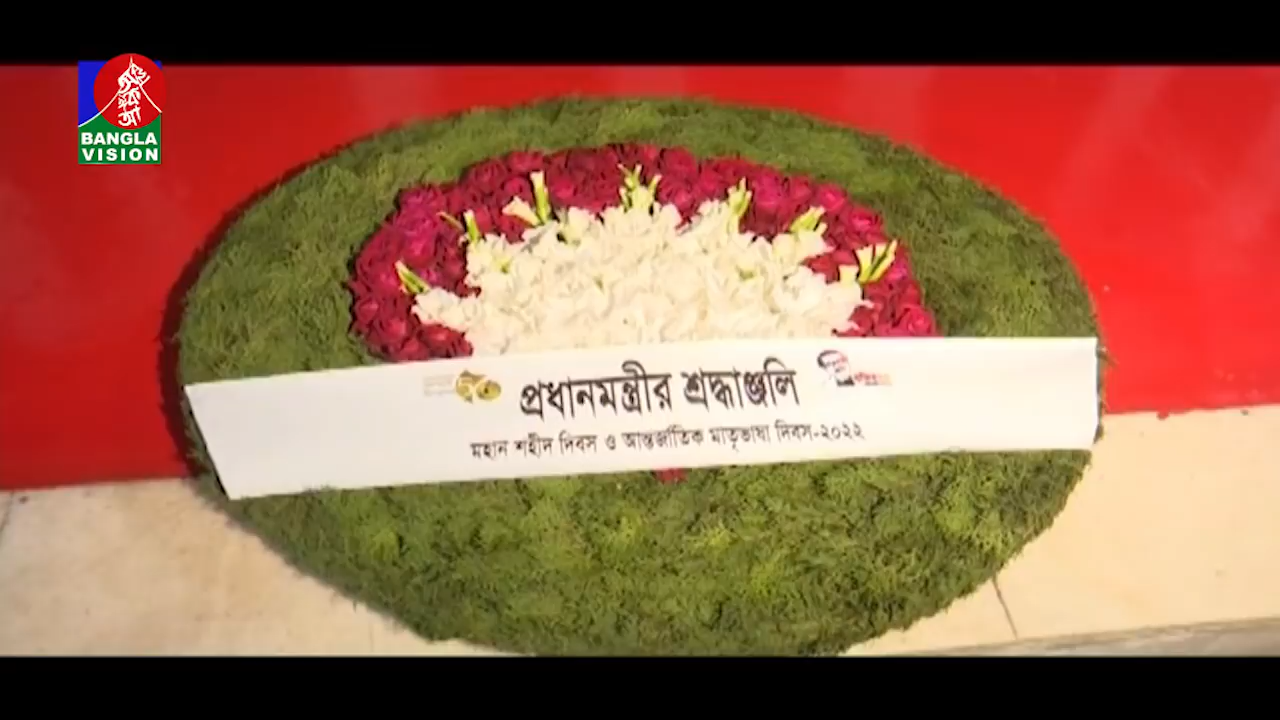 BANGLA
VISION
প্রধানমন্ত্রীর শ্রদ্ধাঞ্জলি
মহান শহীদ দিবস ও আন্তর্জাতিক মাতৃভাষা দিবস-২০২২